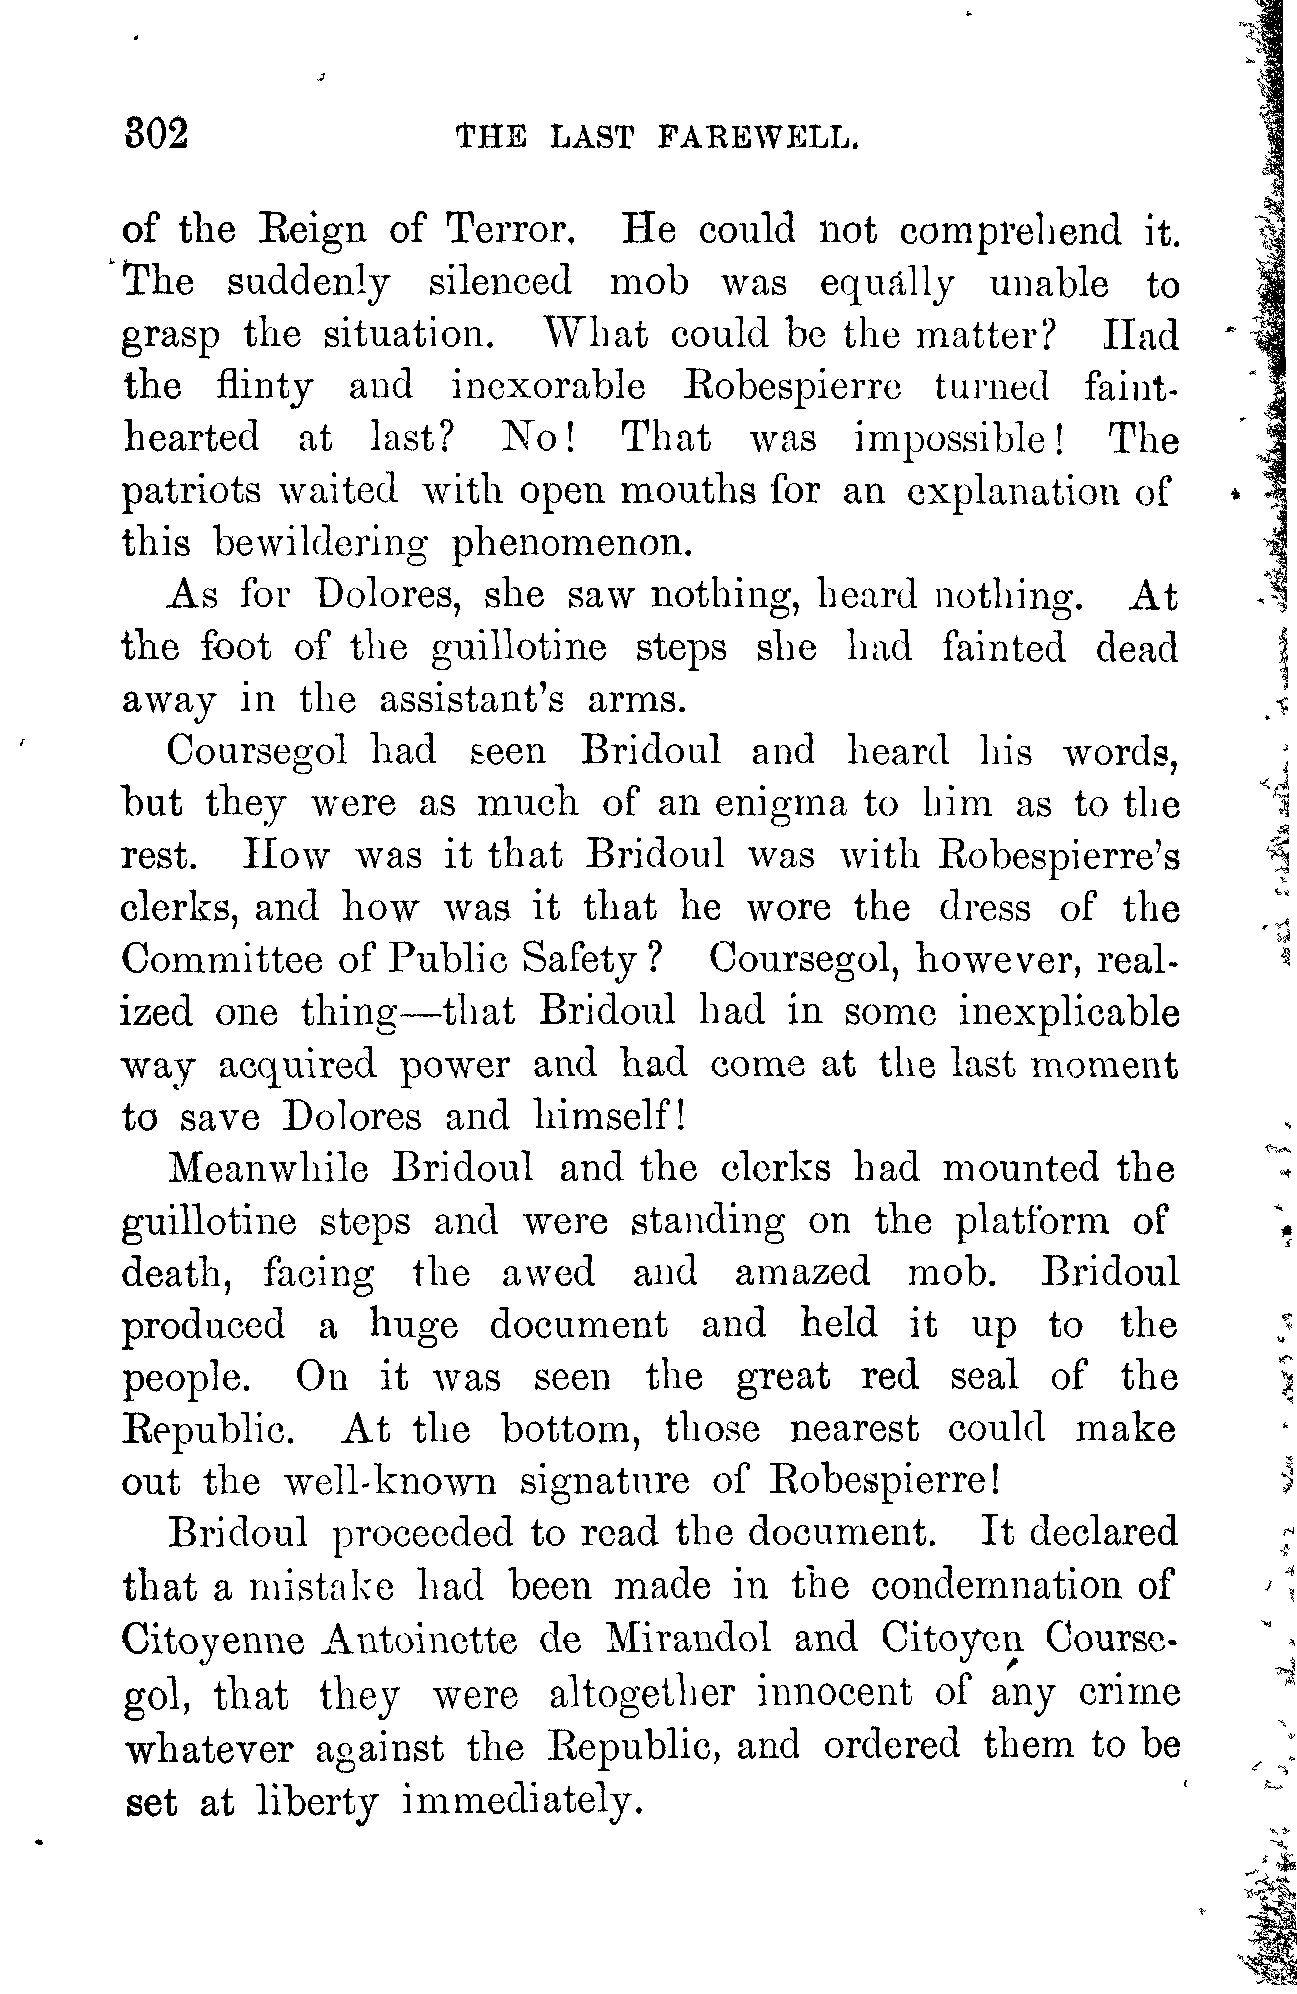 302 THE LAST FAREWELL.
of the Reign of Terror. He could not comprehend it.
The suddenly silenced mob was equally unable to
grasp the situation. What could be the matter? Had
the flinty and inexorable Robespierre turned faint-
hearted at last? No! That was impossible! The
patriots waited with open mouths for an explanation of
this bewildering phenomenon.
As for Dolores, she saw nothing, heard nothing. At
the foot of the guillotine steps she had fainted dead
away in the assistant's arms.
Coursegol had seen Bridoul and heard his words,
but they were as much of an enigma to him as to the
rest. How was it that Bridoul was with Robespierre's
clerks, and how was it that he wore the dress of the
Committee of Public Safety? Coursegol, however, real-
ized one thing—that Bridoul had in some inexplicable
way acquired power and had come at the last moment
to save Dolores and himself!
Meanwhile Bridoul and the clerks had mounted the
guillotine steps and were standing on the platform of
death, facing the awed and amazed mob. Bridoul
produced a huge document and held it up to the
people. On it was seen the great red seal of the
Republic. At the bottom, those nearest could make
out the well-known signature of Robespierre!
Bridoul proceeded to read the document. It declared
that a mistake had been made in the condemnation of
Citoyenne Antoinette de Mirandol and Citoyen Course-
gol, that they were altogether innocent of any crime
whatever against the Republic, and ordered them to be
set at liberty immediately.